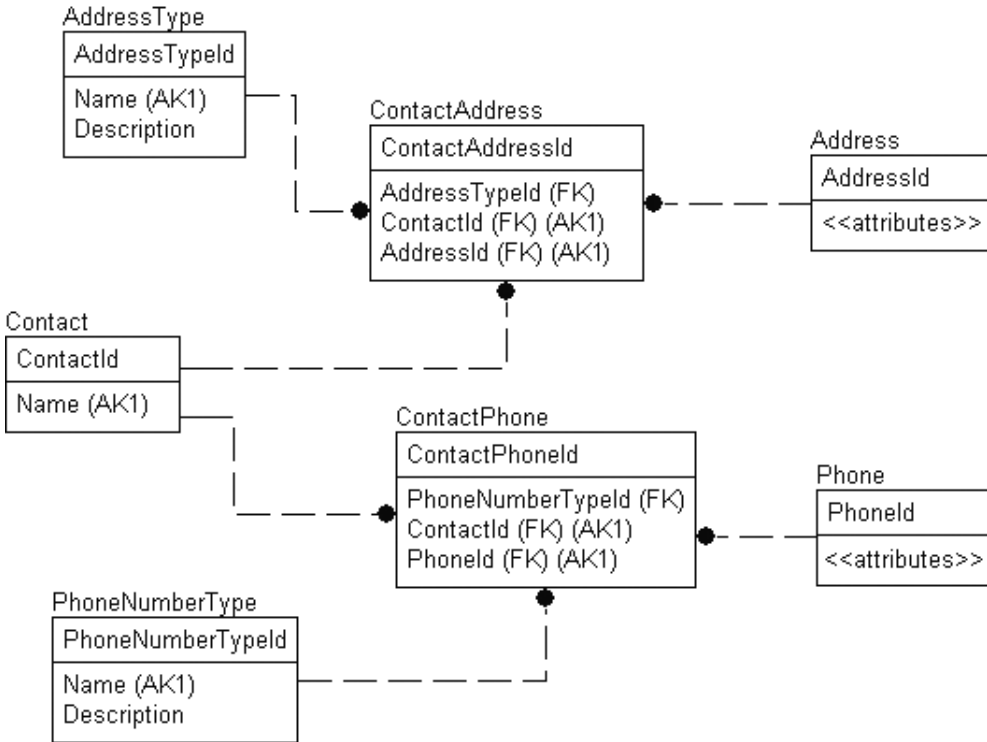 AddressType
AddressTypeId
Name (AK1)
Description
ContactAddress
ContactAddressId
AddressTypeId (FK)
ContactId (FK) (AK1)
AddressId (FK) (AK1)
Address
AddressId
<<attributes>>
Contact
ContactId
Name (AK1)
ContactPhone
ContactPhoneId
PhoneNumberTypeId (FK)
ContactId (FK) (AK1)
PhoneId (FK) (AK1)
Phone
PhoneId
<<attributes>>
PhoneNumberType
PhoneNumberTypeId
Name (AK1)
Description